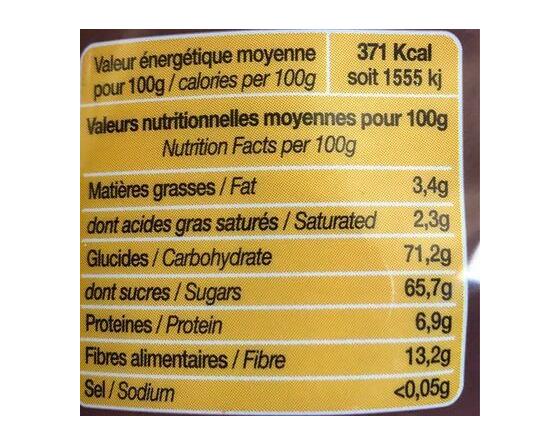 Valeur énergétique moyenne 371 Kcal
pour 100g / calories per 100g soit 1555 kj
Valeurs nutritionnelles moyennes pour 100g
Nutrition Facts per 100g
Matières grasses / Fat 3,4g
dont acides gras saturés / Saturated 2,3g
Glucides / Carbohydrate 71,2g
dont sucres / Sugars 65,7g
Proteines / Protein 6,9g
Fibres alimentaires / Fibre 13,2g
Sel / Sodium <0,05g